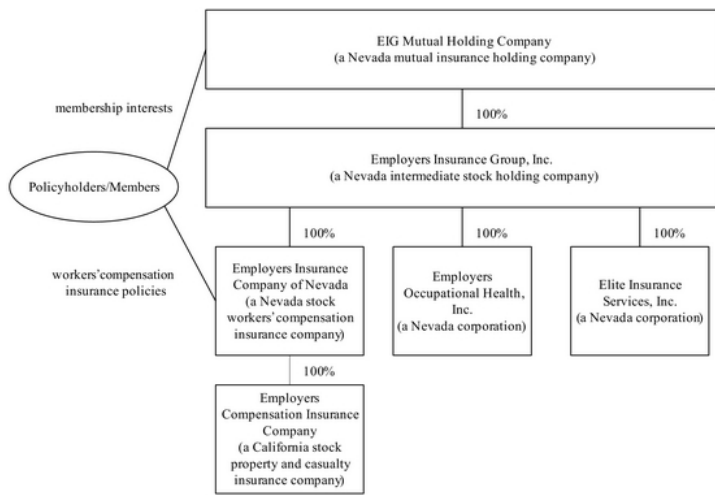 EIG Mutual Holding Company
(a Nevada mutual insurance holding company)
membership interests
100%
Employers Insurance Group, Inc.
(a Nevada intermediate stock holding company)
Policyholders/Members
100%
100%
100%
workers'compensation
insurance policies
Employers Insurance
Company of Nevada
(a Nevada stock
workers'compensation
insurance company)
Employers
Occupational Health,
Inc.
(a Nevada corporation)
Elite Insurance
Services, Inc.
(a Nevada corporation)
100%
Employers
Compensation Insurance
Company
(a California stock
property and casualty
insurance company)